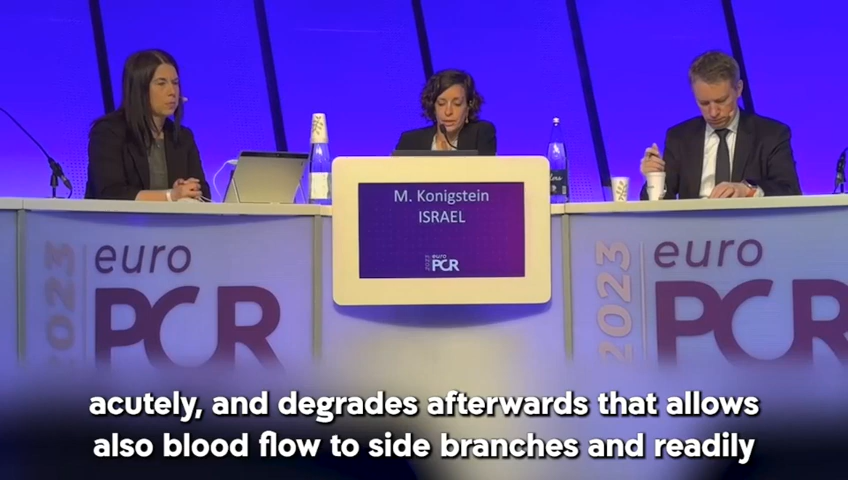 M. Konigstein
ISRAEL
2023 euro
PCR
2023
euro
PCR
2023
euro
PCR
acutely, and degrades afterwards that allows
also blood flow to side branches and readily